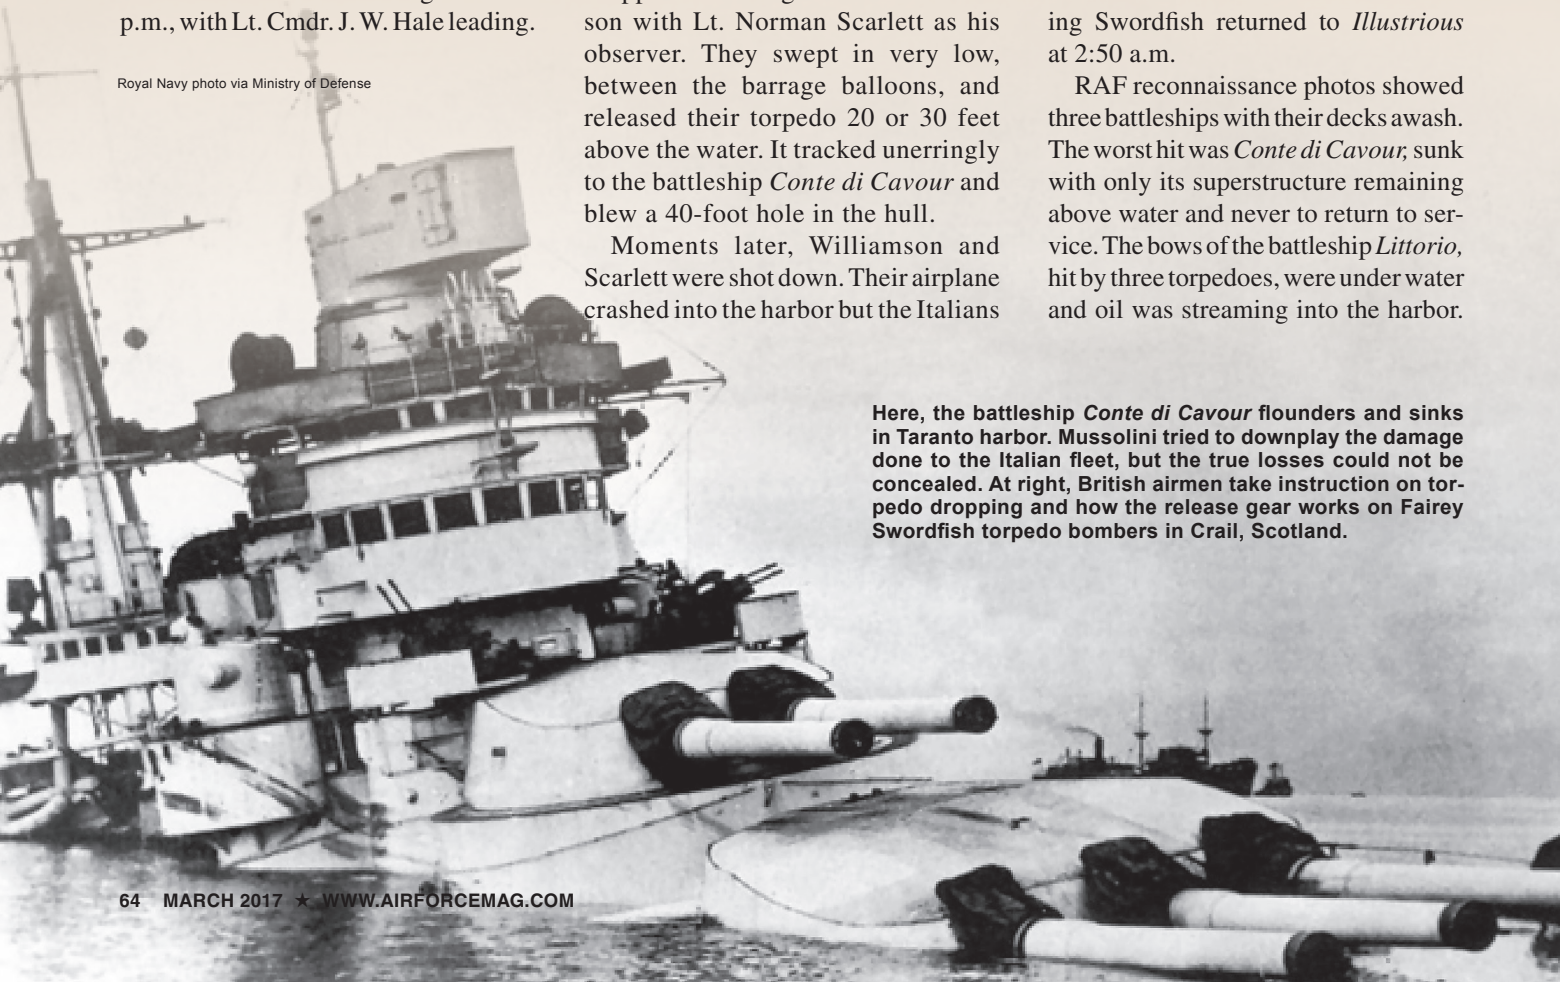 p.m., with Lt. Cmdr. J. W. Hale leading.
Royal Navy photo via Ministry of Defense
son with Lt. Norman Scarlett as his
observer. They swept in very low,
between the barrage balloons, and
released their torpedo 20 or 30 feet
above the water. It tracked unerringly
to the battleship Conte di Cavour and
blew a 40-foot hole in the hull.
Moments later, Williamson and
Scarlett were shot down. Their airplane
crashed into the harbor but the Italians
ing Swordfish returned to Illustrious
at 2:50 a.m.
RAF reconnaissance photos showed
three battleships with their decks awash.
The worst hit was Conte di Cavour, sunk
with only its superstructure remaining
above water and never to return to ser-
vice. The bows of the battleship Littorio,
hit by three torpedoes, were under water
and oil was streaming into the harbor.
Here, the battleship Conte di Cavour flounders and sinks
in Taranto harbor. Mussolini tried to downplay the damage
done to the Italian fleet, but the true losses could not be
concealed. At right, British airmen take instruction on tor-
pedo dropping and how the release gear works on Fairey
Swordfish torpedo bombers in Crail, Scotland.
64 MARCH 2017 ★ WWW.AIRFORCEMAG.COM